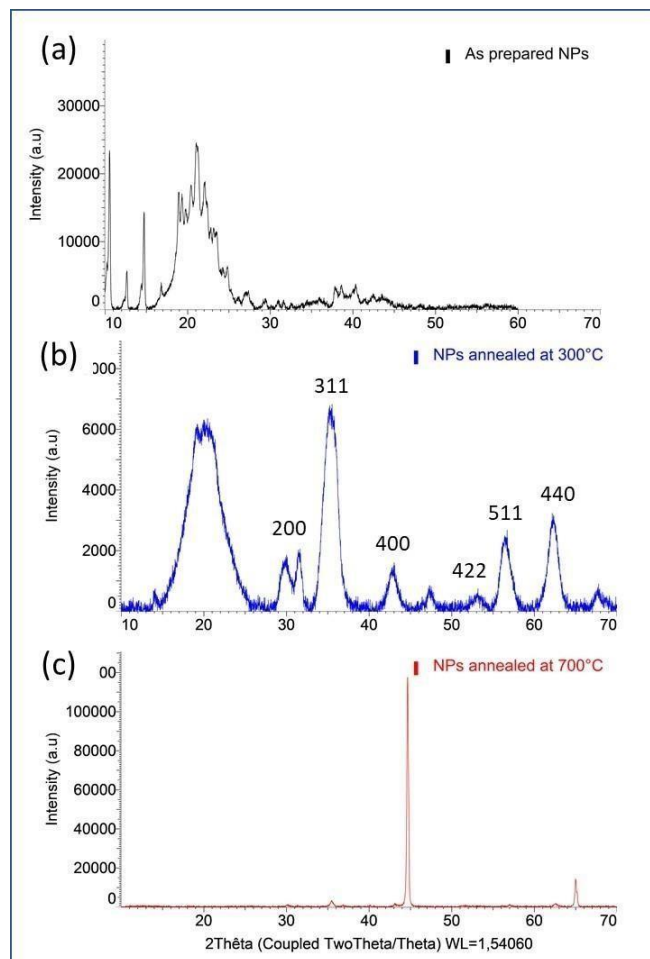 (a)
As prepared NPs
Intensity (a.u)
30000
20000
10000
0
10 20 30 40 50 60 70
(b)
NPs annealed at 300°C
Intensity (a.u)
000
6000
4000
2000
0
311
200
400
422
511
440
20 30 40 50 60 70
(c)
NPs annealed at 700°C
Intensity (a.u)
00
100000
80000
60000
40000
20000
0
20 30 40 50 60 70
2Thêta (Coupled TwoTheta/Theta) WL=1,54060